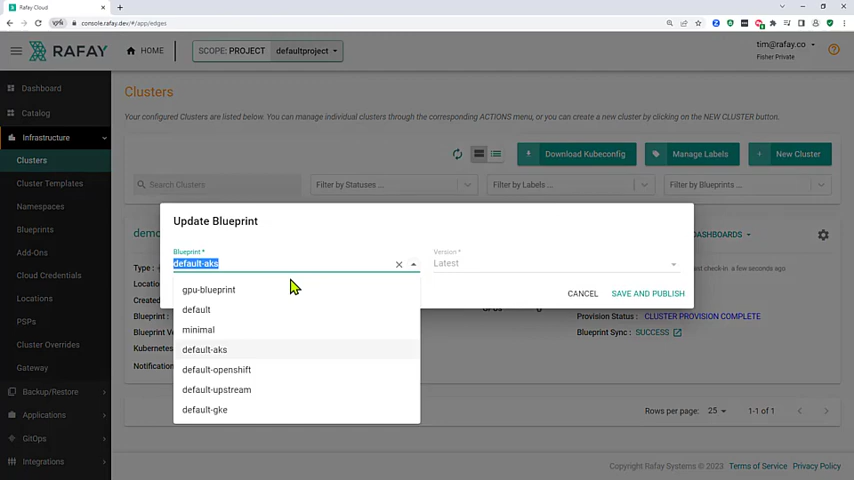 Rafay Cloud
console.rafay.dev/#/app/edges
RAFAY
HOME
SCOPE: PROJECT
defaultproject
tim@rafay.co
Fisher Private
Dashboard
Catalog
Infrastructure
Clusters
Cluster Templates
Namespaces
Blueprints
Add-Ons
Cloud Credentials
Locations
PSPs
Cluster Overrides
Gateway
Backup/Restore
Applications
GitOps
Integrations
Clusters
Your configured Clusters are listed below. You can manage individual clusters through the corresponding ACTIONS menu, or you can create a new cluster by clicking on the NEW CLUSTER button.
Download Kubeconfig
Manage Labels
New Cluster
Search Clusters
Filter by Statuses ...
Filter by Labels ...
Filter by Blueprints ...
Type :
Blueprint
Kubernetes
Notification
Update Blueprint
Blueprint *
default-aks
Version *
Latest
gpu-blueprint
default
minimal
default-aks
default-openshift
default-upstream
default-gke
CANCEL
SAVE AND PUBLISH
Provision Status : CLUSTER PROVISION COMPLETE
Blueprint Sync : SUCCESS
Rows per page: 25
1-1 of 1
Copyright Rafay Systems © 2023
Terms of Service
Privacy Policy